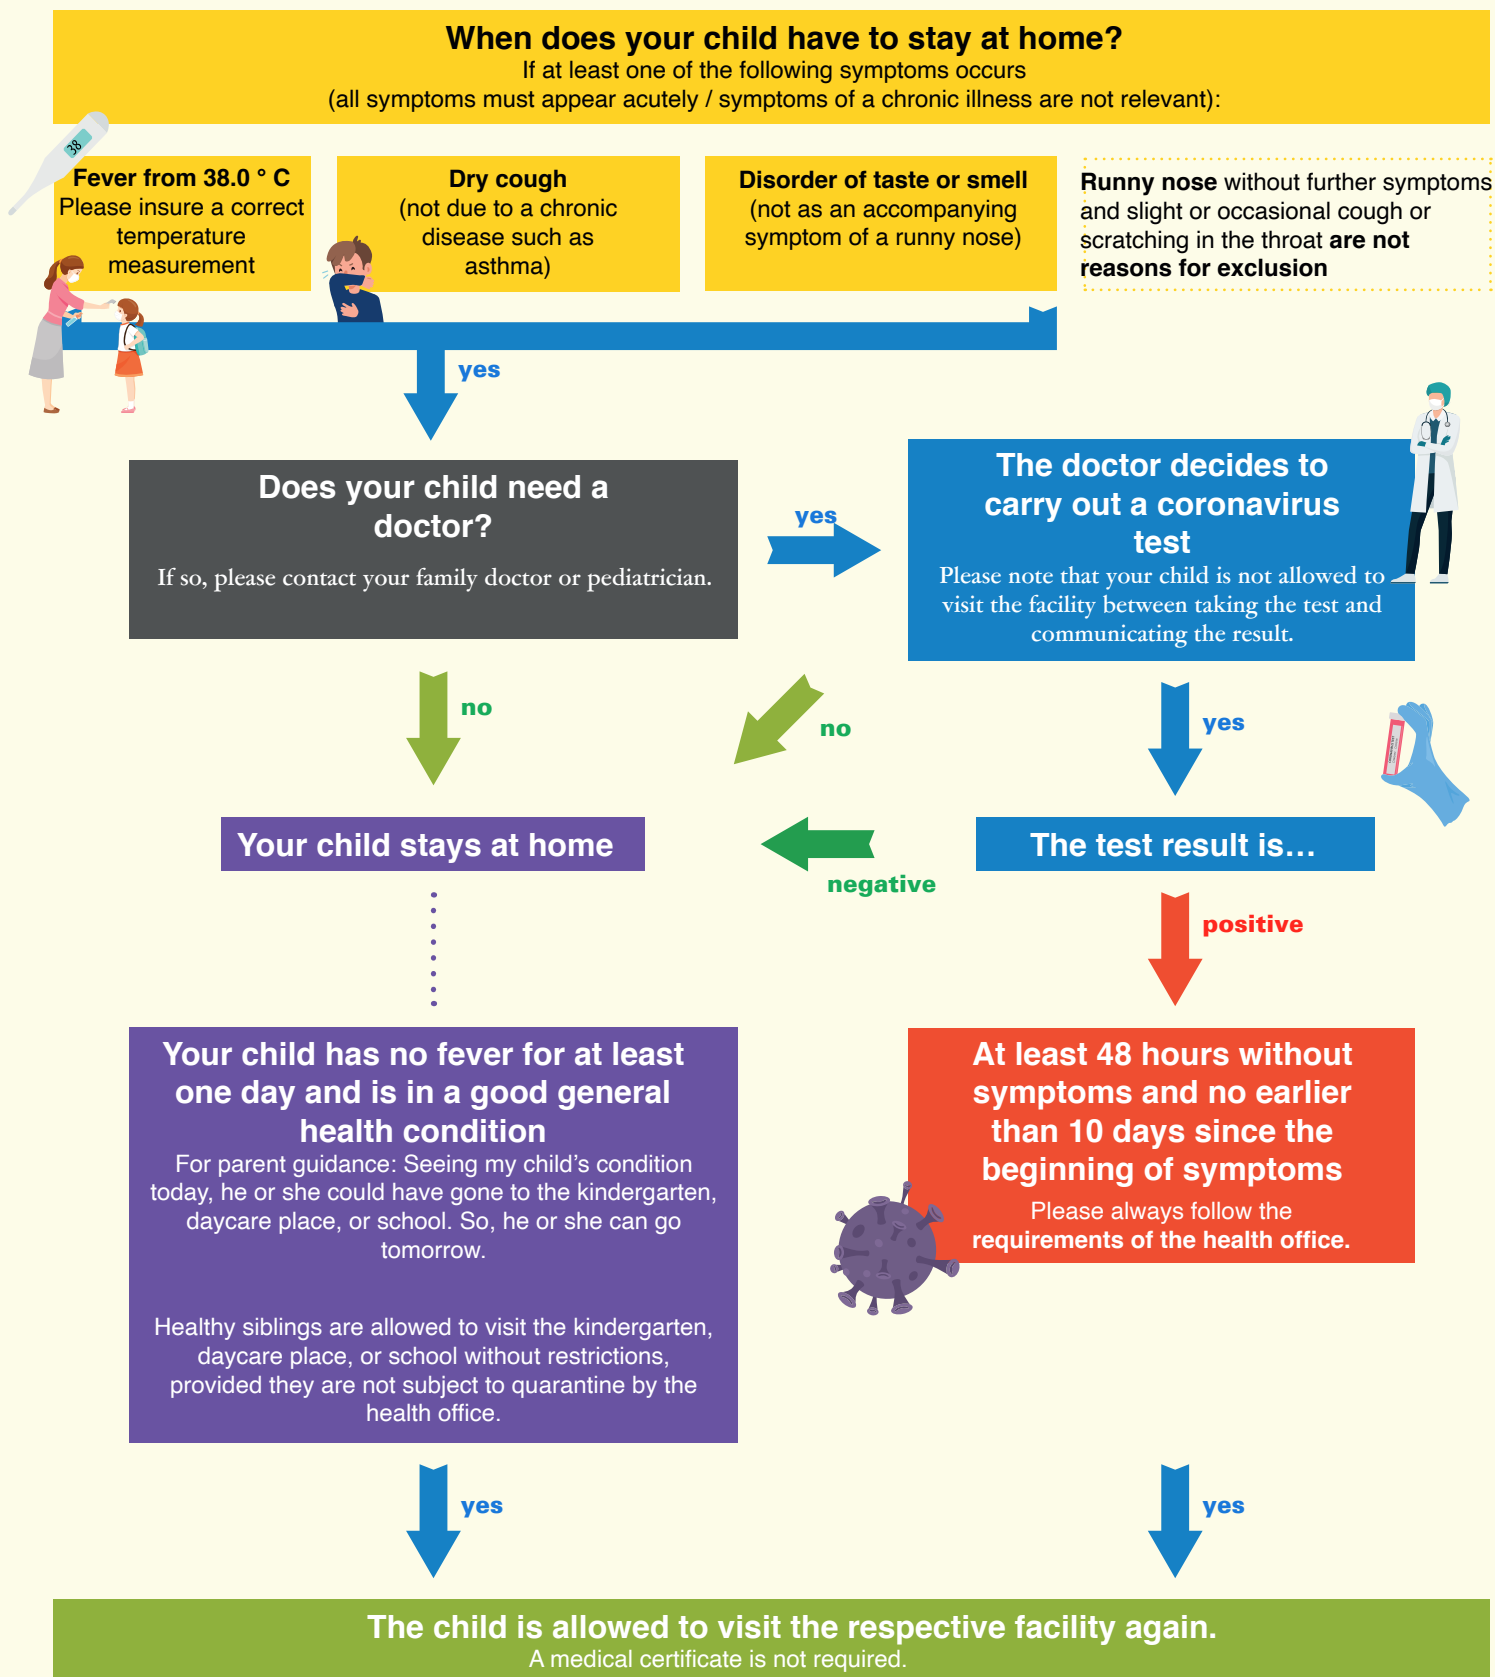 When does your child have to stay at home?
If at least one of the following symptoms occurs
(all symptoms must appear acutely / symptoms of a chronic illness are not relevant):
38
Fever from 38.0 ° C
Please insure a correct
temperature
measurement
Dry cough
(not due to a chronic
disease such as
asthma)
Disorder of taste or smell
(not as an accompanying
symptom of a runny nose)
Runny nose without further symptoms
and slight or occasional cough or
scratching in the throat are not
reasons for exclusion
yes
Does your child need a
doctor?
If so, please contact your family doctor or pediatrician.
yes
The doctor decides to
carry out a coronavirus
test
Please note that your child is not allowed to
visit the facility between taking the test and
communicating the result.
no
no
yes
Your child stays at home
negative
The test result is…
positive
Your child has no fever for at least
one day and is in a good general
health condition
For parent guidance: Seeing my child’s condition
today, he or she could have gone to the kindergarten,
daycare place, or school. So, he or she can go
tomorrow.
Healthy siblings are allowed to visit the kindergarten,
daycare place, or school without restrictions,
provided they are not subject to quarantine by the
health office.
At least 48 hours without
symptoms and no earlier
than 10 days since the
beginning of symptoms
Please always follow the
requirements of the health office.
yes
yes
The child is allowed to visit the respective facility again.
A medical certificate is not required.